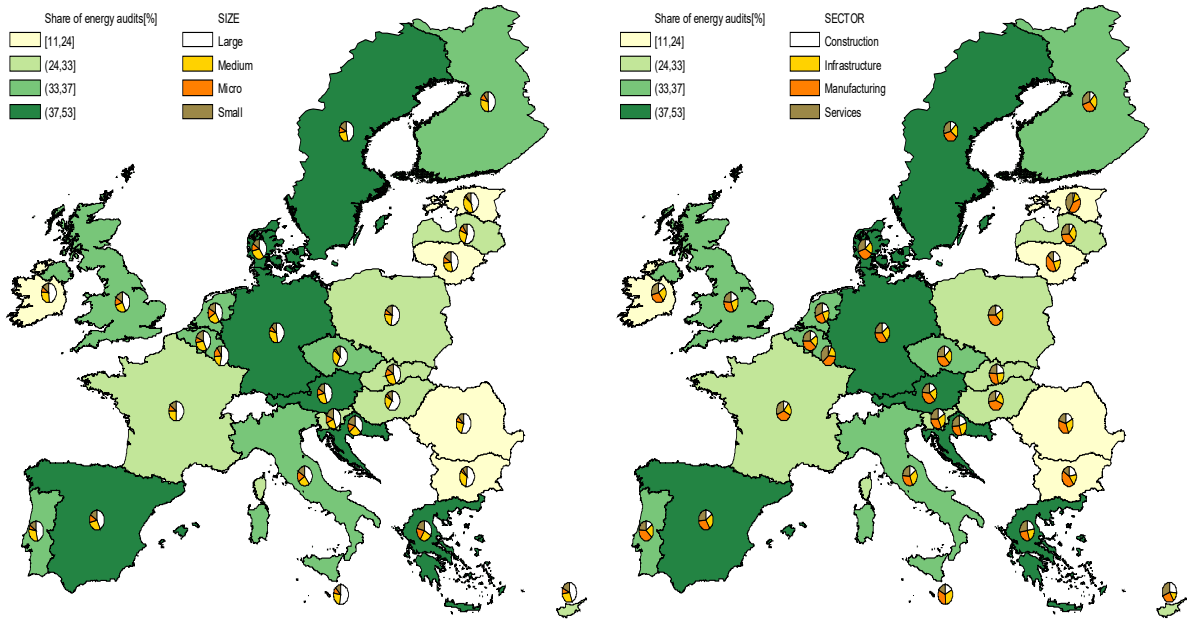 Share of energy audits[%] SIZE
[11,24] Large
(24,33] Medium
(33,37] Micro
(37,53] Small
Share of energy audits[%] SECTOR
[11,24] Construction
(24,33] Infrastructure
(33,37] Manufacturing
(37,53] Services